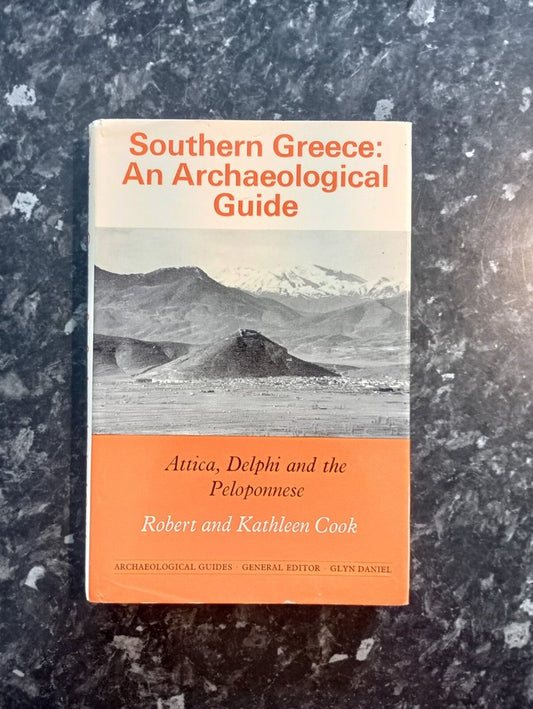 Southern Greece:
An Archaeological
Guide
Attica, Delphi and the
Peloponnese
Robert and Kathleen Cook
ARCHAEOLOGICAL GUIDES · GENERAL EDITOR · GLYN DANIEL